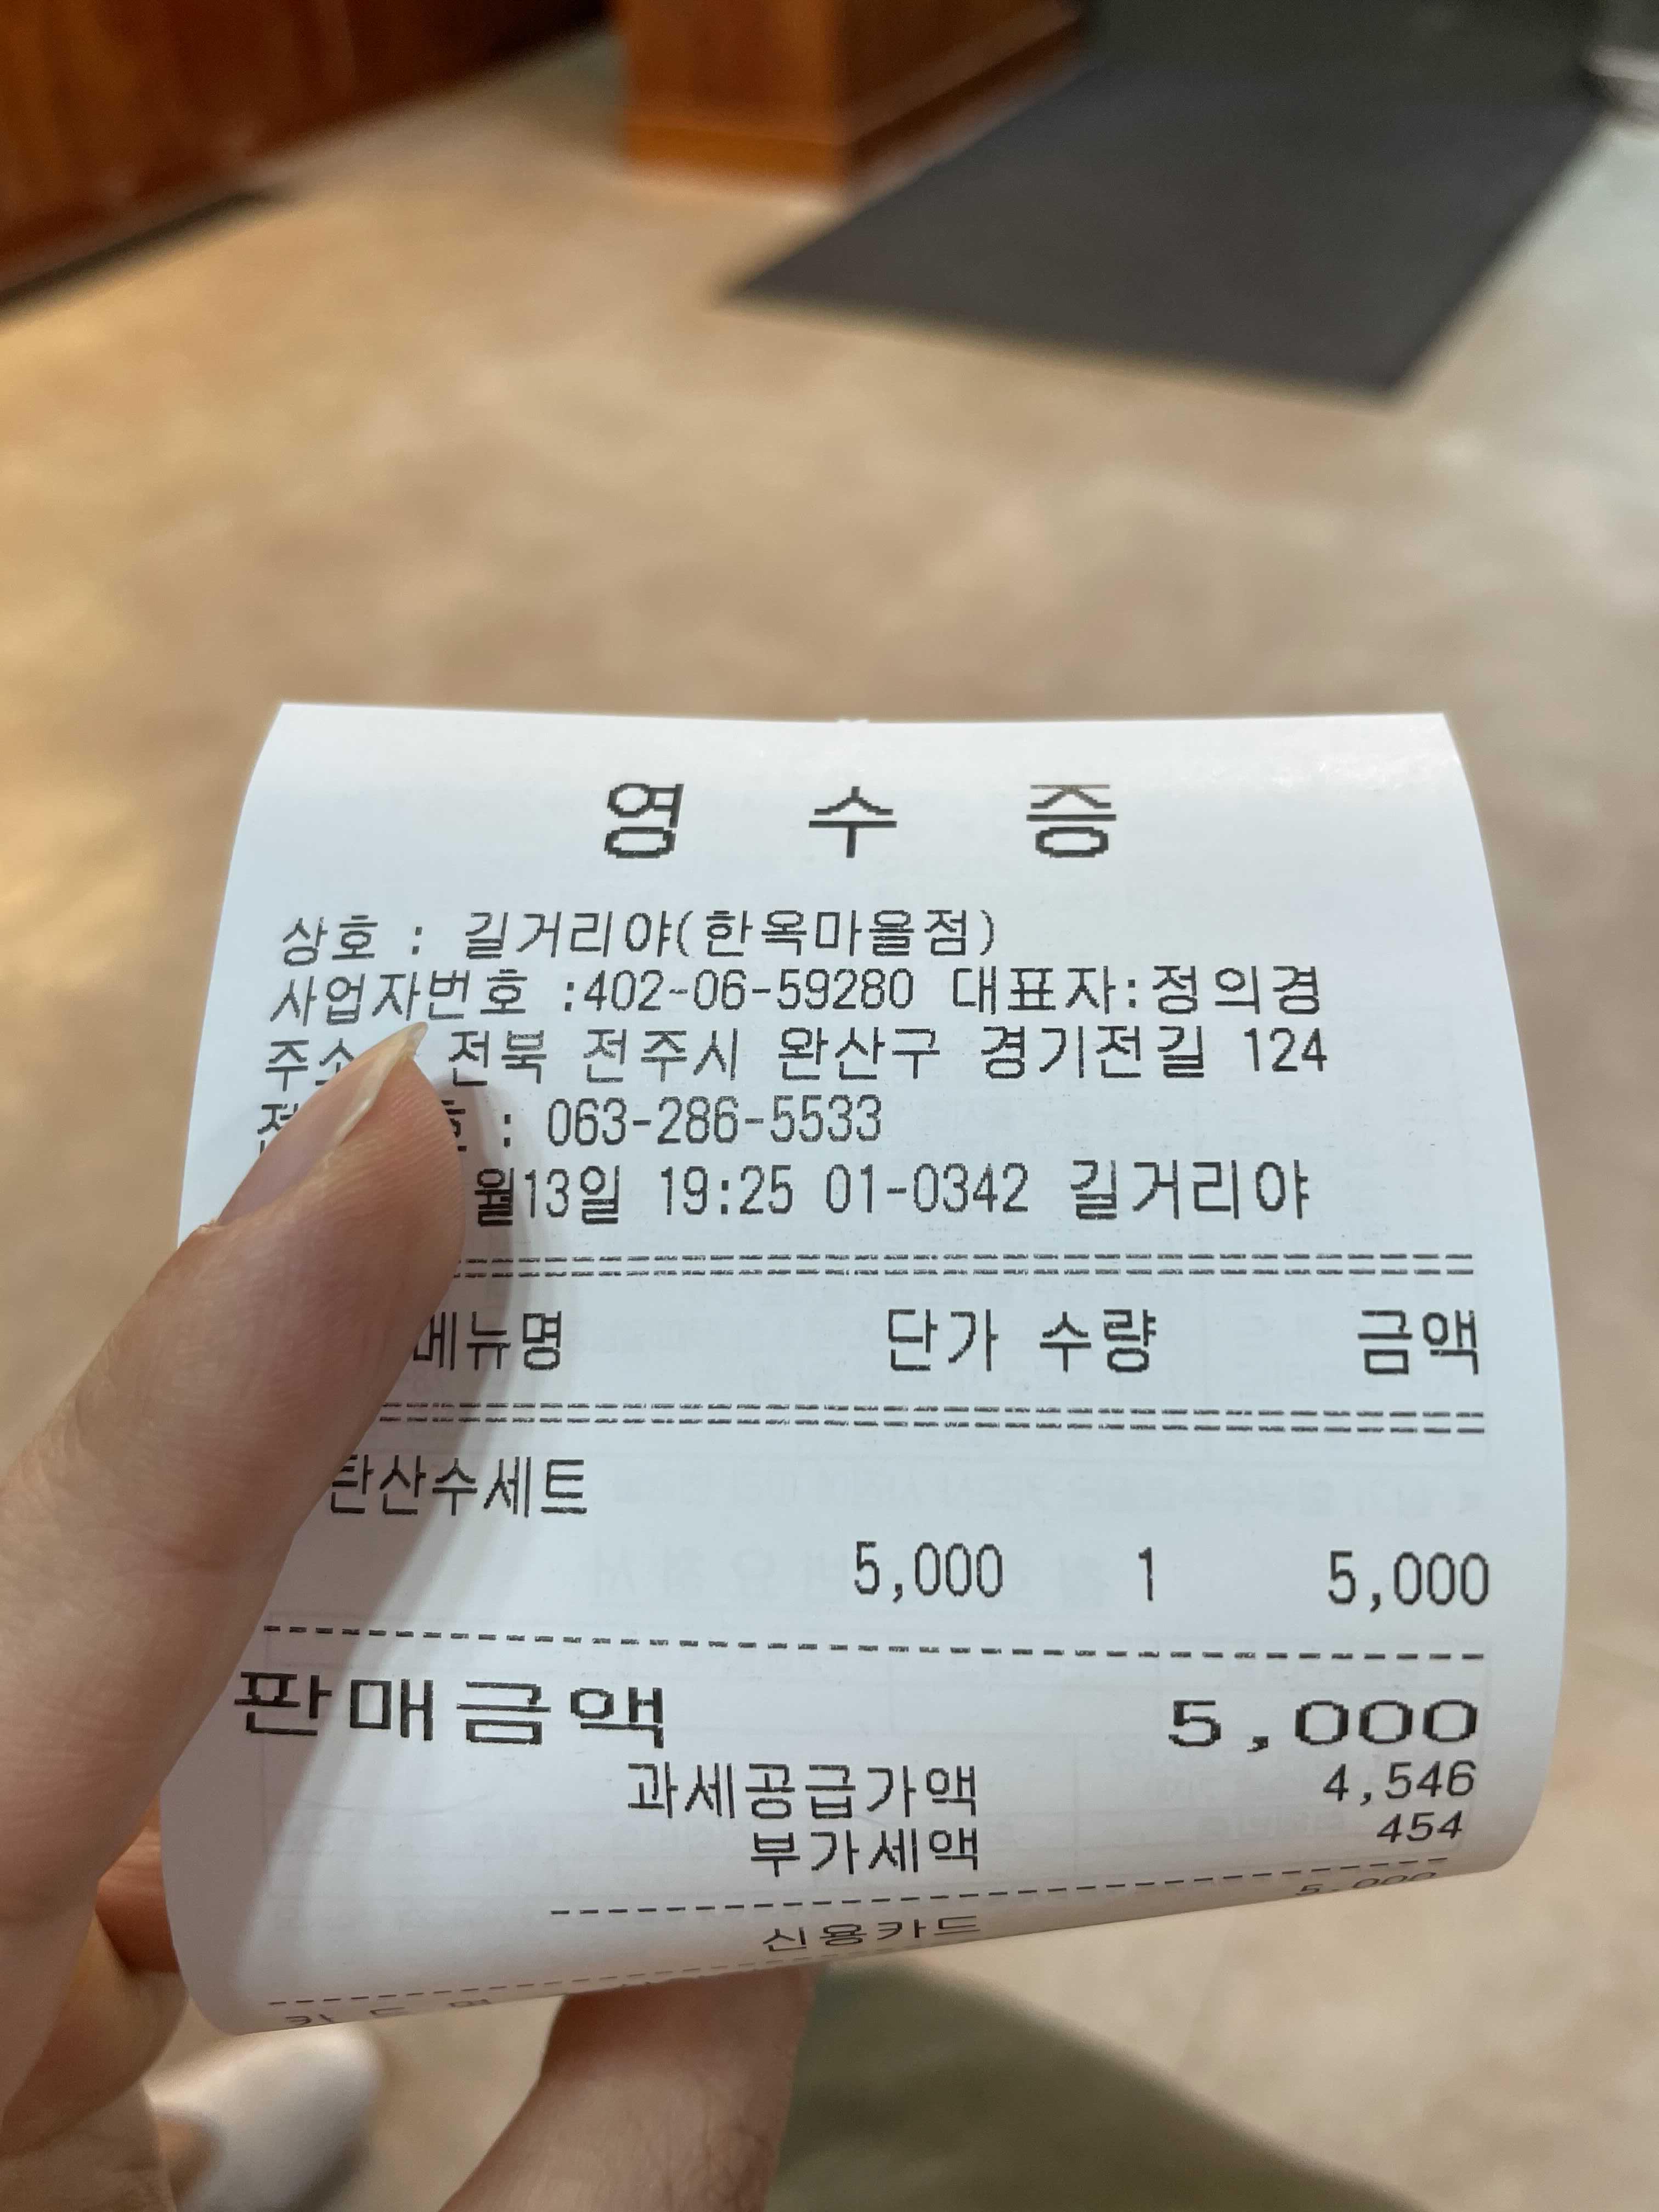 영 수 증
상호 : 길거리야(한옥마을점)
사업자번호 :402-06-59280 대표자:정의경
주소 전북 전주시 완산구 경기전길 124
: 063-286-5533
월13일 19:25 01-0342 길거리야
메뉴명 단가 수량 금액
탄산수세트
5,000 1 5,000
판매금액 5,000
과세공급가액 4,546
부가세액 454
신용카드 5,000